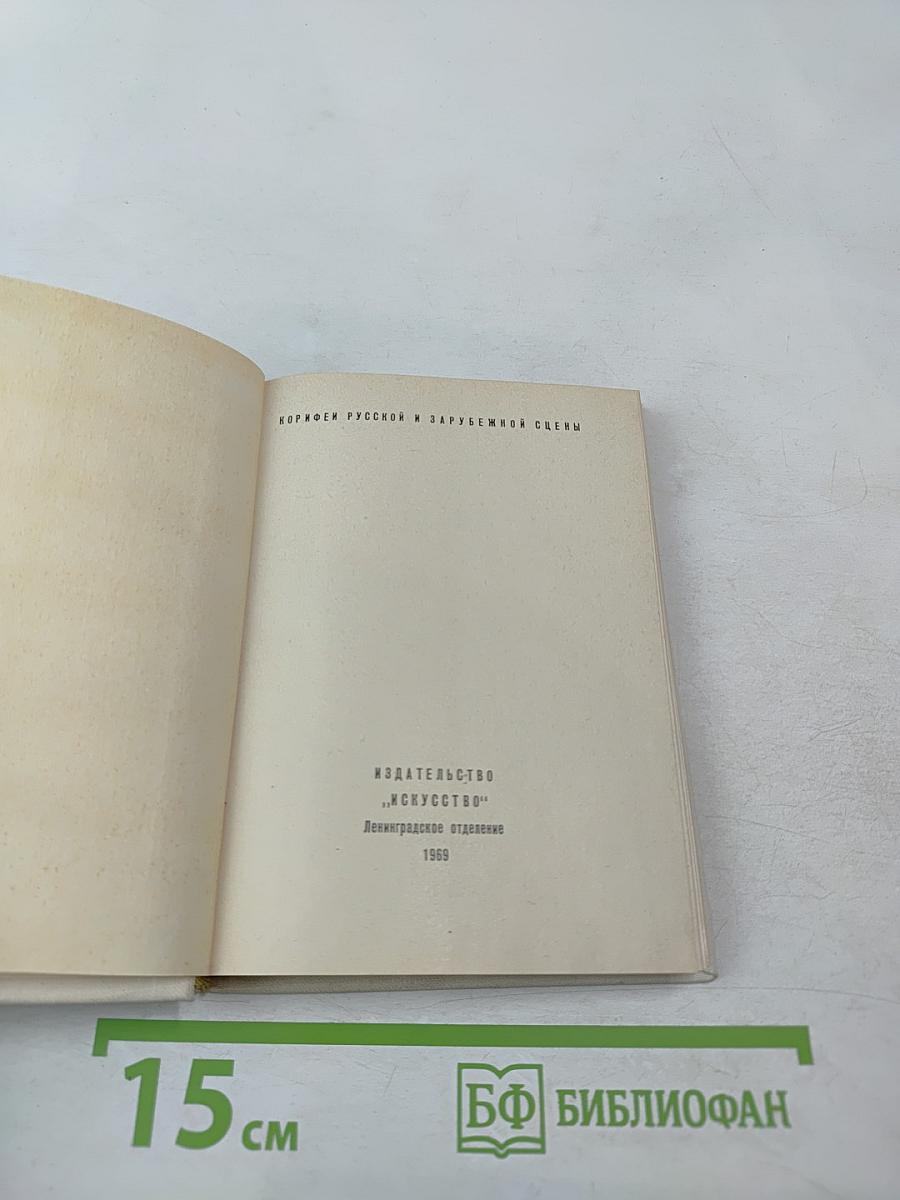 КОРИФЕИ РУССКОЙ И ЗАРУБЕЖНОЙ СЦЕНЫ
ИЗДАТЕЛЬСТВО
„ИСКУССТВО“
Ленинградское отделение
1969
15 см
БФ БИБЛИОФАН